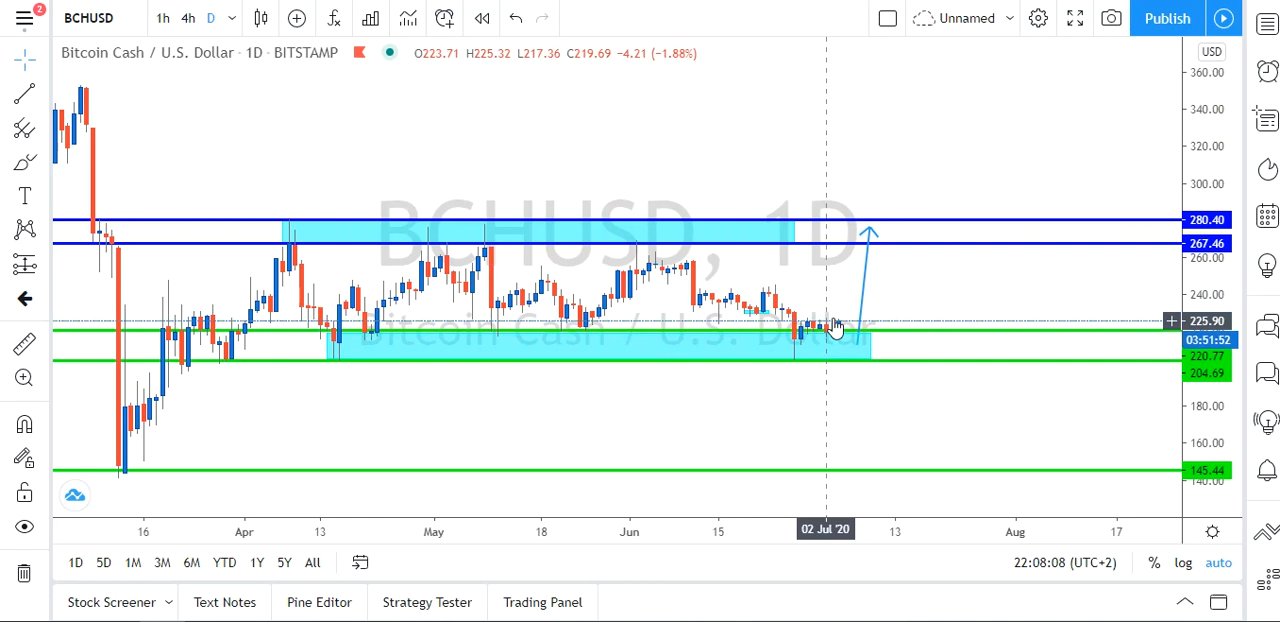 2
BCHUSD
1h 4h D
Unnamed
Publish
Bitcoin Cash / U.S. Dollar · 1D · BITSTAMP O223.71 H225.32 L217.36 C219.69 −4.21 (−1.88%)
USD
360.00
340.00
320.00
300.00
280.40
267.46
260.00
240.00
225.90
03:51:52
220.77
204.69
180.00
160.00
145.44
140.00
BCHUSD, 1D
Bitcoin Cash / U.S. Dollar
T
16 Apr 13 May 18 Jun 15 02 Jul '20 13 Aug 17
1D 5D 1M 3M 6M YTD 1Y 5Y All
22:08:08 (UTC+2) % log auto
Stock Screener Text Notes Pine Editor Strategy Tester Trading Panel